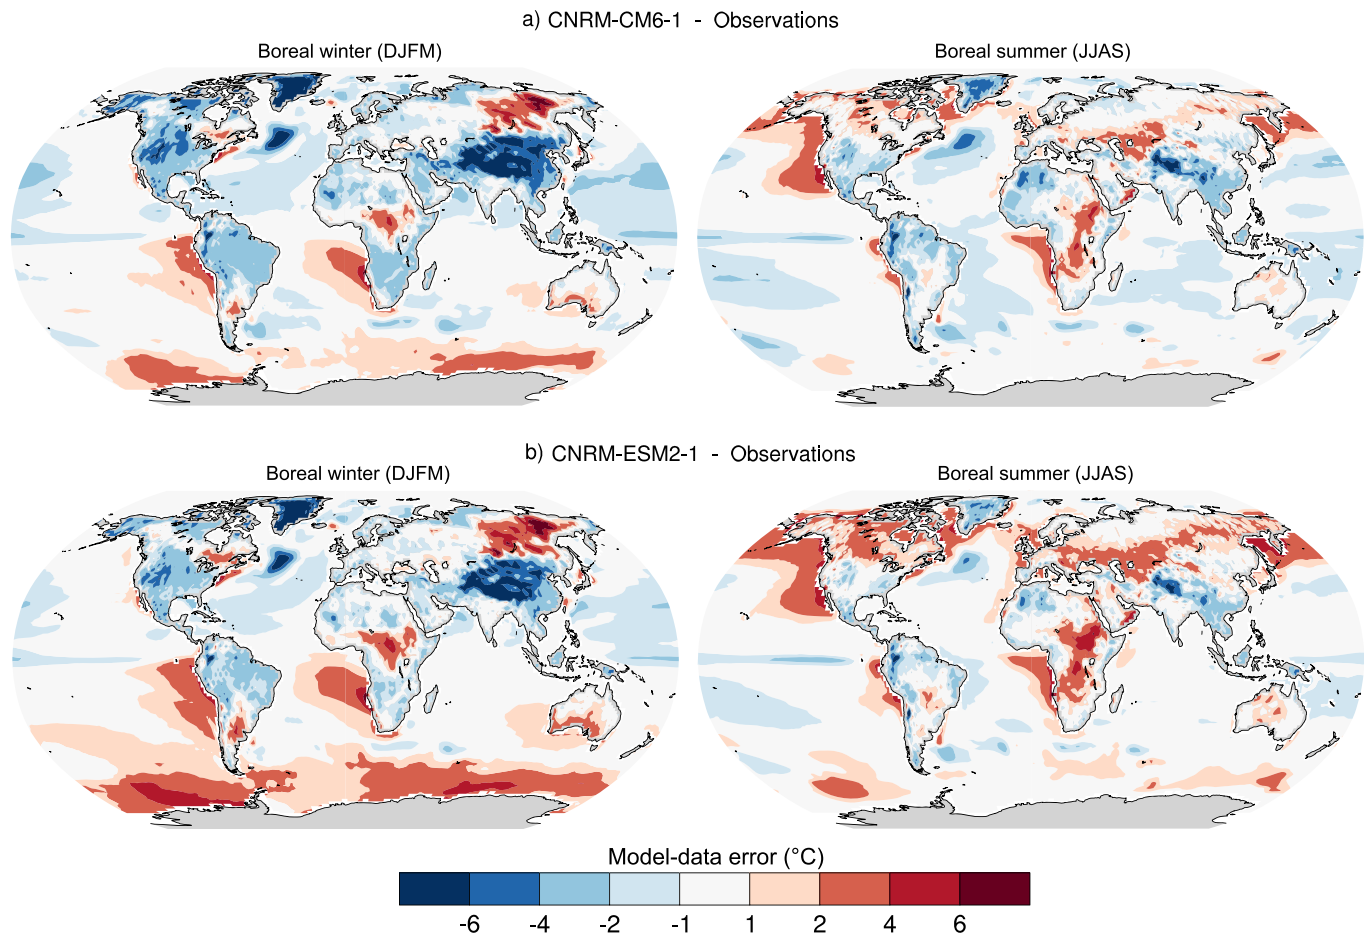 a) CNRM-CM6-1 - Observations
Boreal winter (DJFM)
Boreal summer (JJAS)
b) CNRM-ESM2-1 - Observations
Boreal winter (DJFM)
Boreal summer (JJAS)
Model-data error (°C)
-6 -4 -2 -1 1 2 4 6